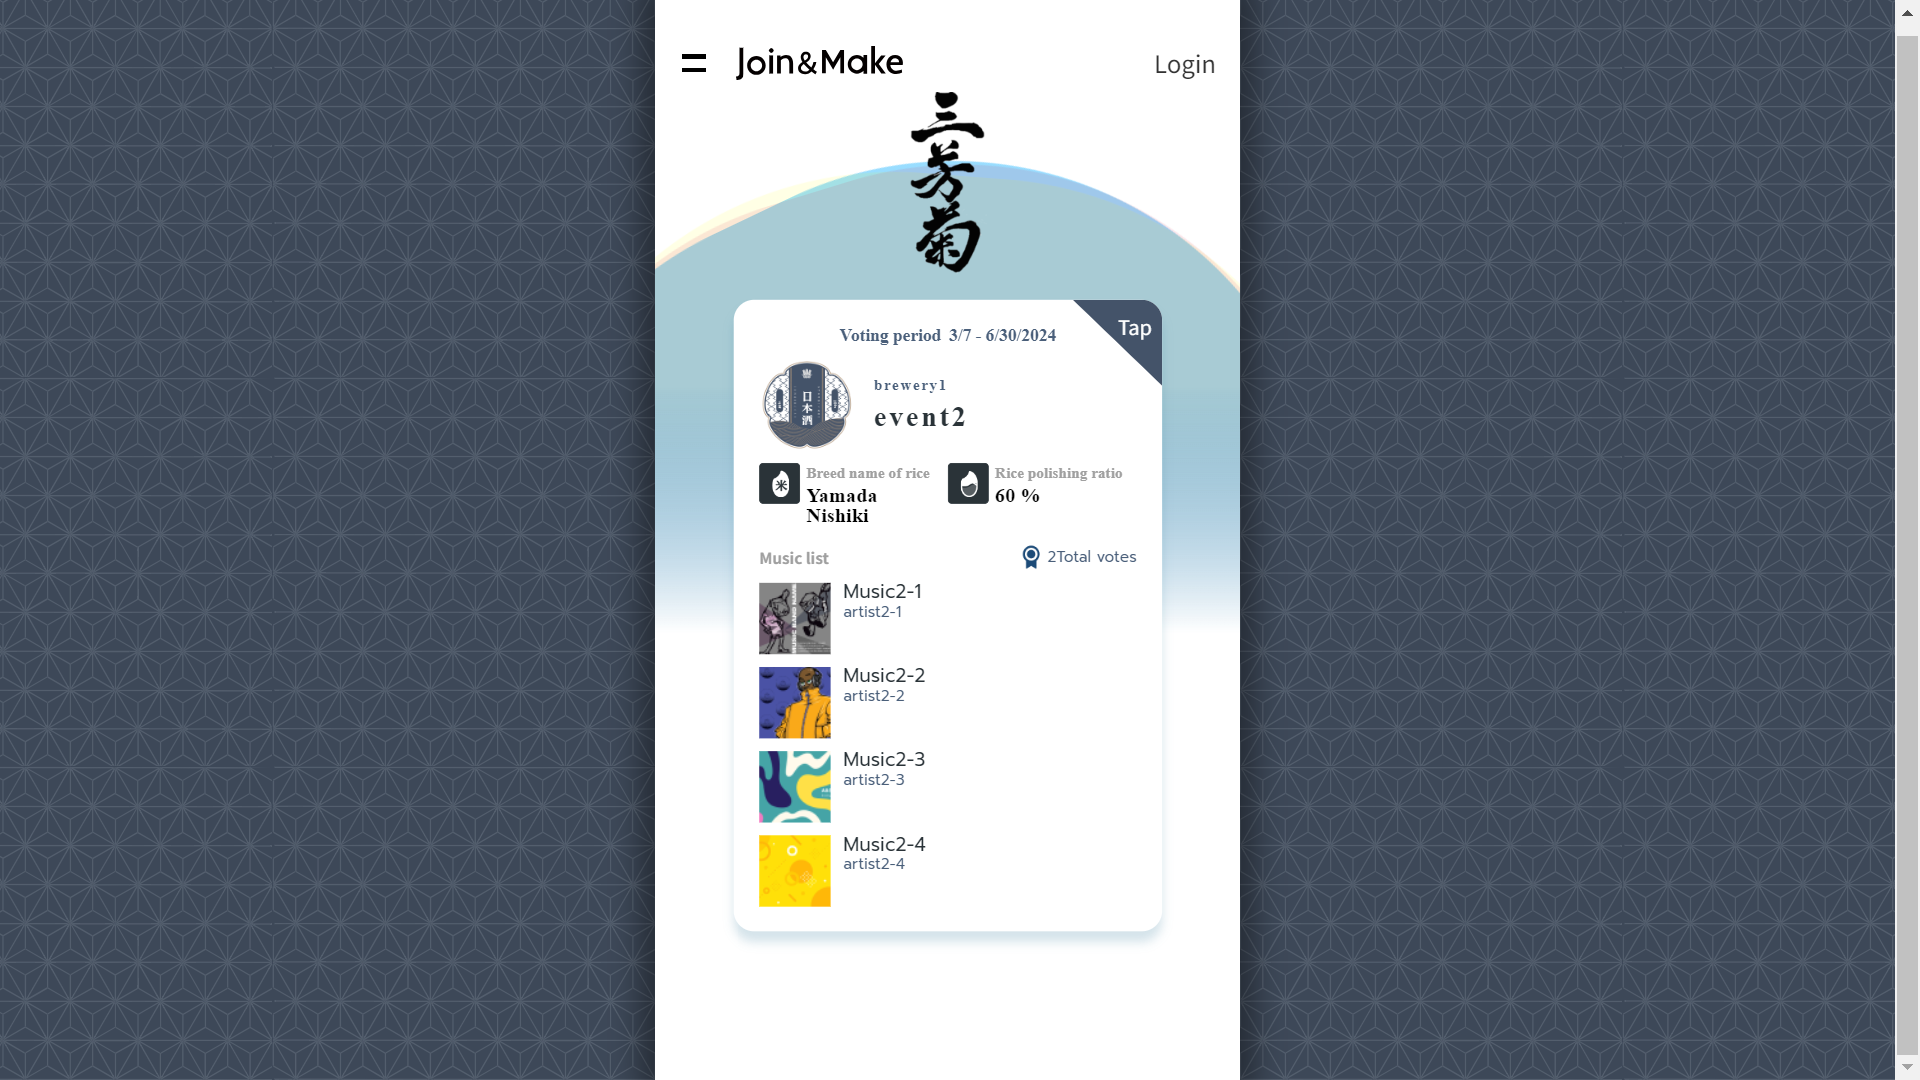 Join&Make
Login
三芳菊
Tap
Voting period 3/7 - 6/30/2024
日本酒
brewery1
event2
米
Breed name of rice
Yamada
Nishiki
Rice polishing ratio
60 %
Music list
2Total votes
Music2-1
artist2-1
Music2-2
artist2-2
Music2-3
artist2-3
Music2-4
artist2-4